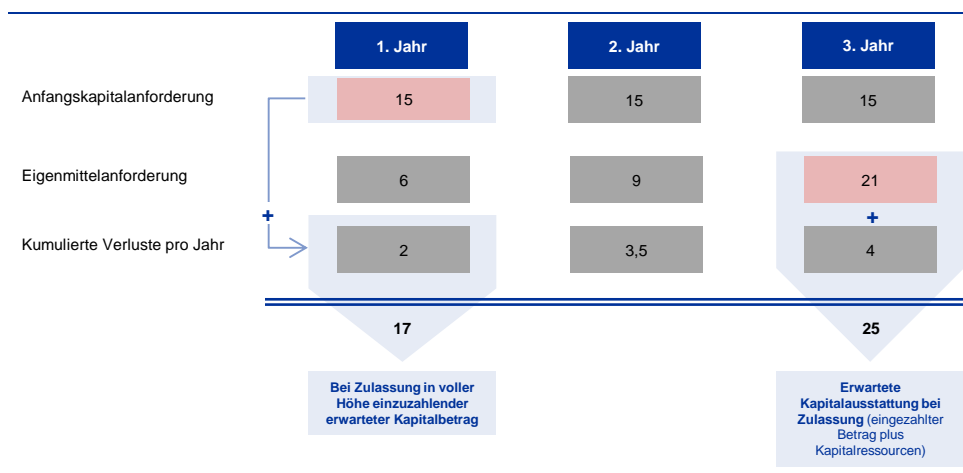 1. Jahr
2. Jahr
3. Jahr
Anfangskapitalanforderung
15
15
15
Eigenmittelanforderung
6
9
21
+
+
Kumulierte Verluste pro Jahr
2
3,5
4
17
25
Bei Zulassung in voller
Höhe einzuzahlender
erwarteter Kapitalbetrag
Erwartete
Kapitalausstattung bei
Zulassung (eingezahlter
Betrag plus
Kapitalressourcen)